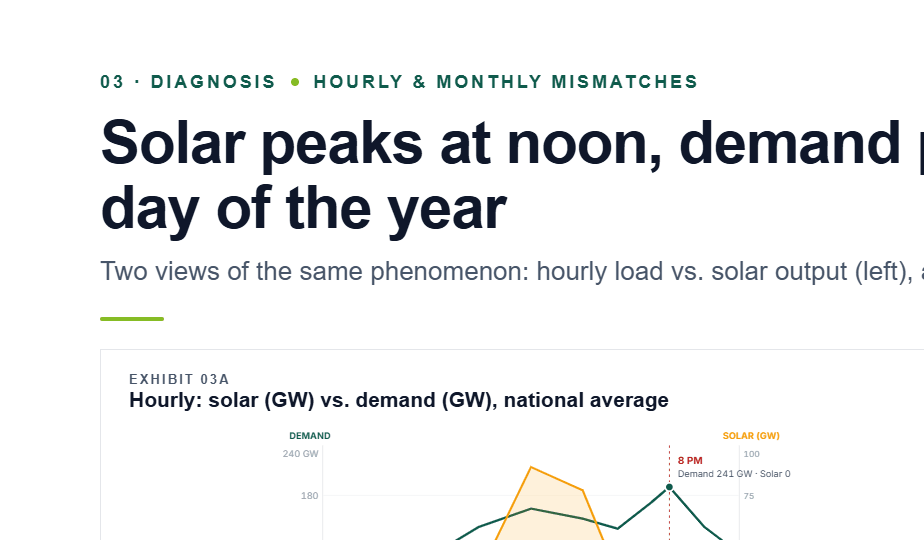 03 · DIAGNOSIS • HOURLY & MONTHLY MISMATCHES
Solar peaks at noon, demand
day of the year
Two views of the same phenomenon: hourly load vs. solar output (left),
EXHIBIT 03A
Hourly: solar (GW) vs. demand (GW), national average
DEMAND
SOLAR (GW)
240 GW
100
8 PM
Demand 241 GW · Solar 0
180
75